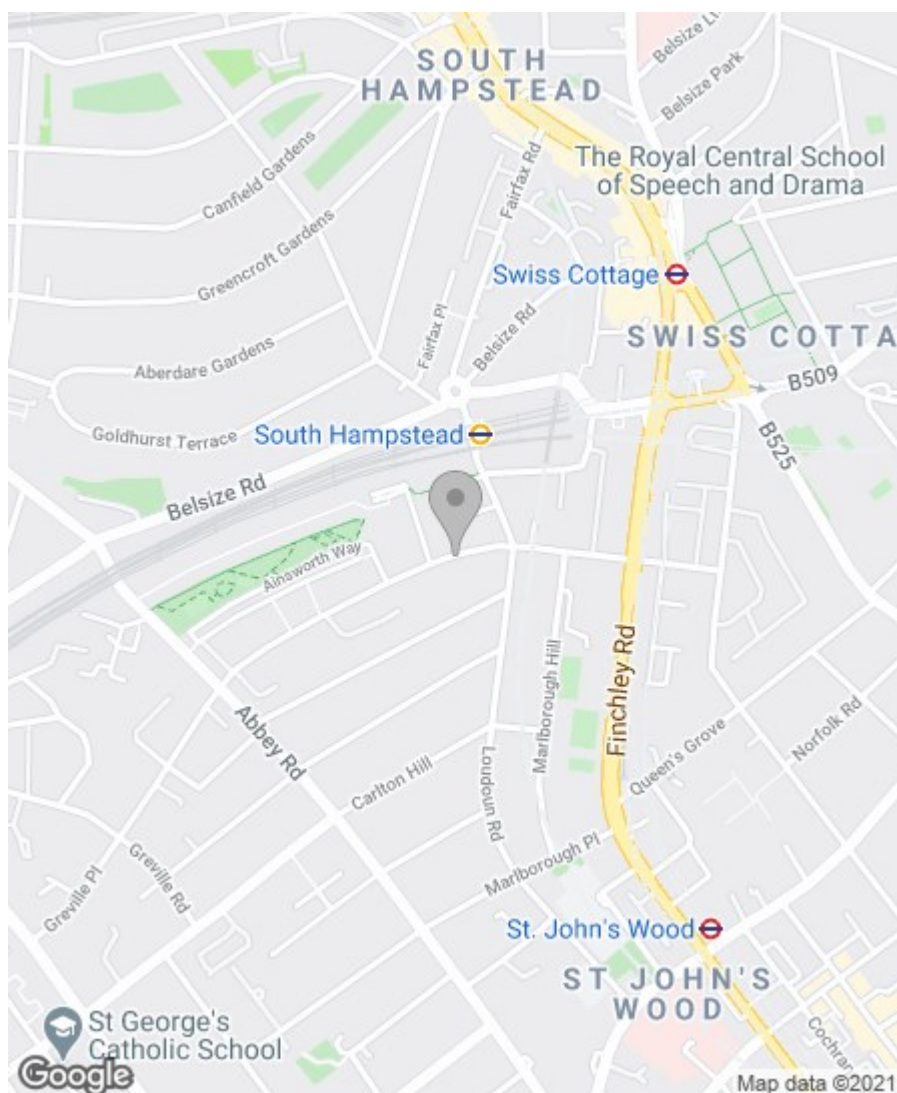 SOUTH
HAMPSTEAD
Belsize Park
Canfield Gardens
Fairfax Rd
The Royal Central School
of Speech and Drama
Greencroft Gardens
Swiss Cottage
Fairfax Pl
Belsize Rd
SWISS COTTA
Aberdare Gardens
B509
Goldhurst Terrace
South Hampstead
B525
Belsize Rd
Ainsworth Way
Marlborough Hill
Finchley Rd
Abbey Rd
Norfolk Rd
Queen's Grove
Carlton Hill
Loudoun Rd
Greville Pl
Greville Rd
Marlborough Pl
St. John's Wood
ST JOHN'S
WOOD
St George's
Catholic School
Cochran
Google
Map data ©2021